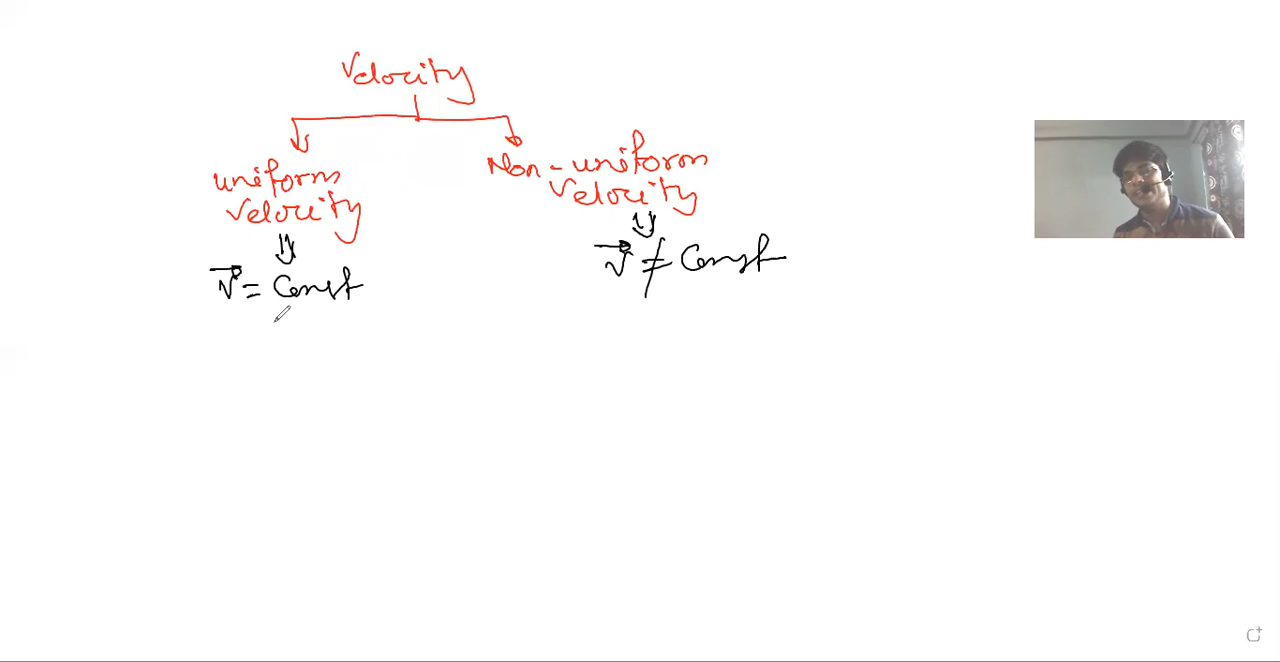 Velocity
uniform
velocity
Non-uniform
velocity
v⃗ = Const
v⃗ ≠ Const